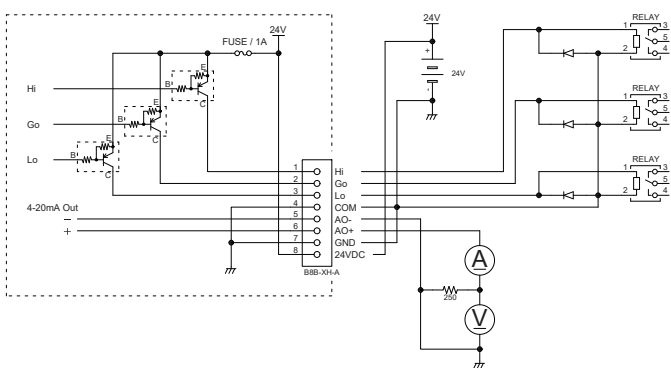 24V
FUSE / 1A
E
B
C
Hi
E
B
C
Go
E
B
C
Lo
4-20mA Out
−
+
1
2
3
4
5
6
7
8
B8B-XH-A
Hi
Go
Lo
COM
AO-
AO+
GND
24VDC
24V
+
24V
-
RELAY
1
2
3
5
4
RELAY
1
2
3
5
4
RELAY
1
2
3
5
4
A
250
V